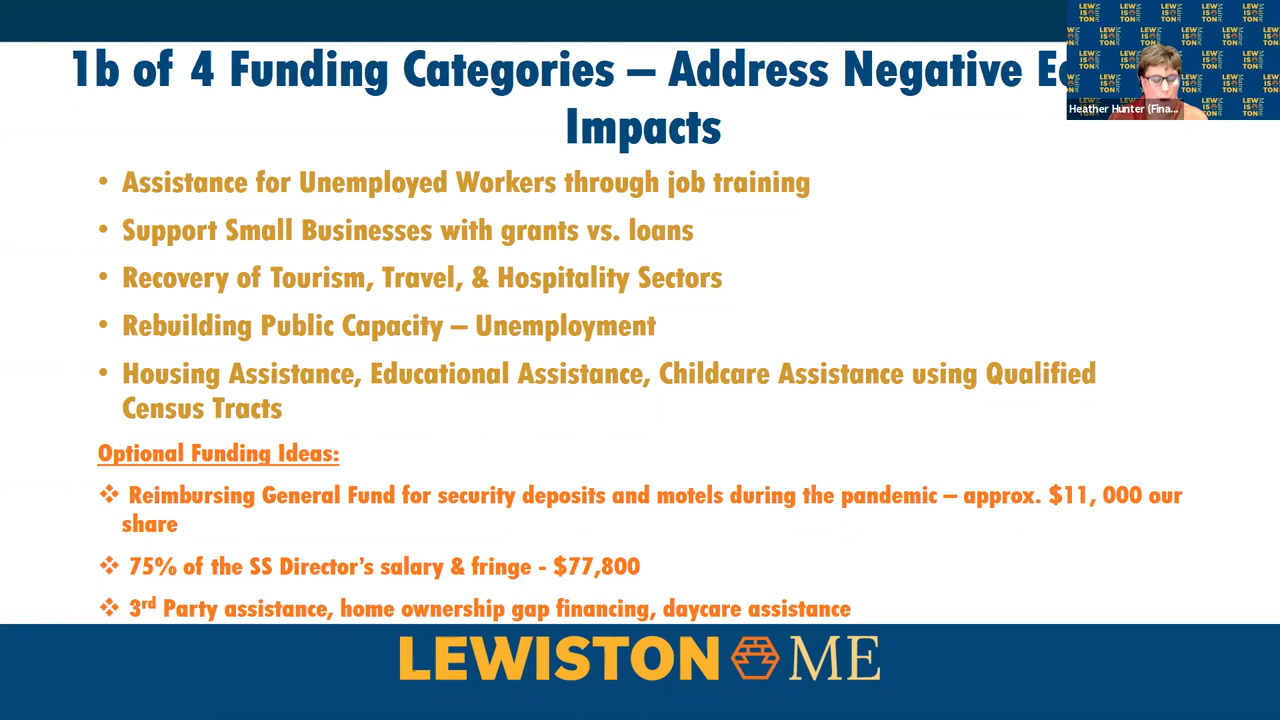 1b of 4 Funding Categories – Address Negative
Impacts
• Assistance for Unemployed Workers through job training
• Support Small Businesses with grants vs. loans
• Recovery of Tourism, Travel, & Hospitality Sectors
• Rebuilding Public Capacity – Unemployment
• Housing Assistance, Educational Assistance, Childcare Assistance using Qualified
Census Tracts
Optional Funding Ideas:
❖ Reimbursing General Fund for security deposits and motels during the pandemic – approx. $11, 000 our
share
❖ 75% of the SS Director’s salary & fringe - $77,800
❖ 3rd Party assistance, home ownership gap financing, daycare assistance
LEWISTON ME
Heather Hunter (Fina...